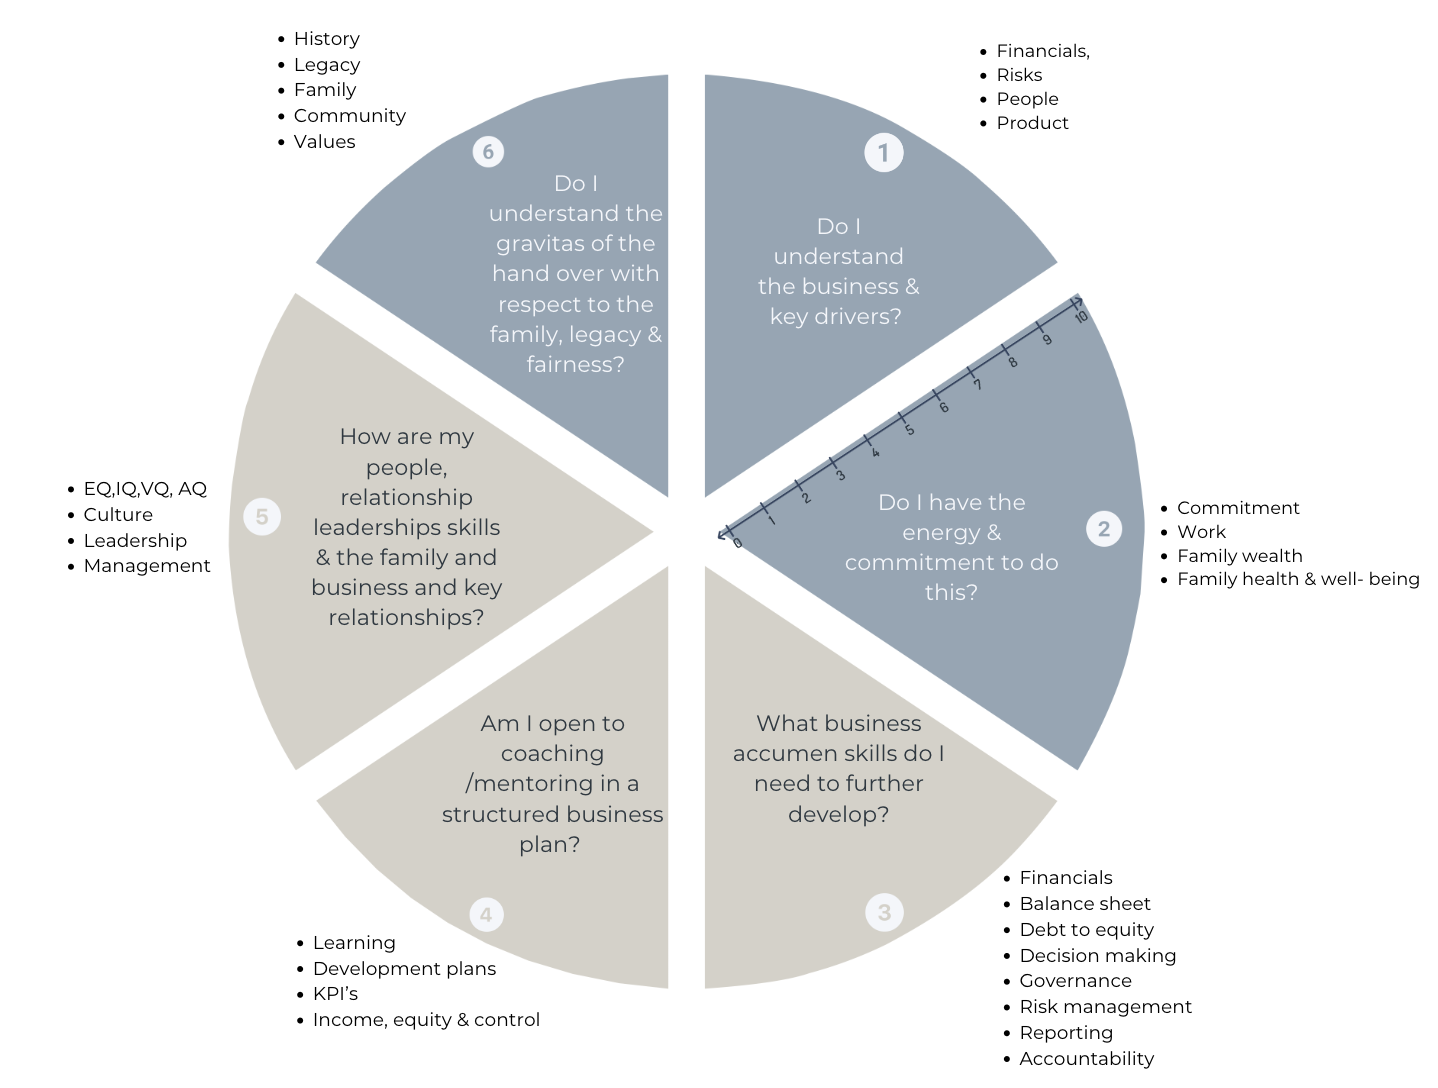 History
Legacy
Family
Community
Values
6
Do I
understand the
gravitas of the
hand over with
respect to the
family, legacy &
fairness?
Financials,
Risks
People
Product
1
Do I
understand
the business &
key drivers?
0
1
2
3
4
5
6
7
8
9
10
Do I have the
energy &
commitment to do
this?
2
Commitment
Work
Family wealth
Family health & well- being
What business
accumen skills do I
need to further
develop?
3
Financials
Balance sheet
Debt to equity
Decision making
Governance
Risk management
Reporting
Accountability
Am I open to
coaching
/mentoring in a
structured business
plan?
4
Learning
Development plans
KPI’s
Income, equity & control
EQ,IQ,VQ, AQ
Culture
Leadership
Management
5
How are my
people,
relationship
leaderships skills
& the family and
business and key
relationships?